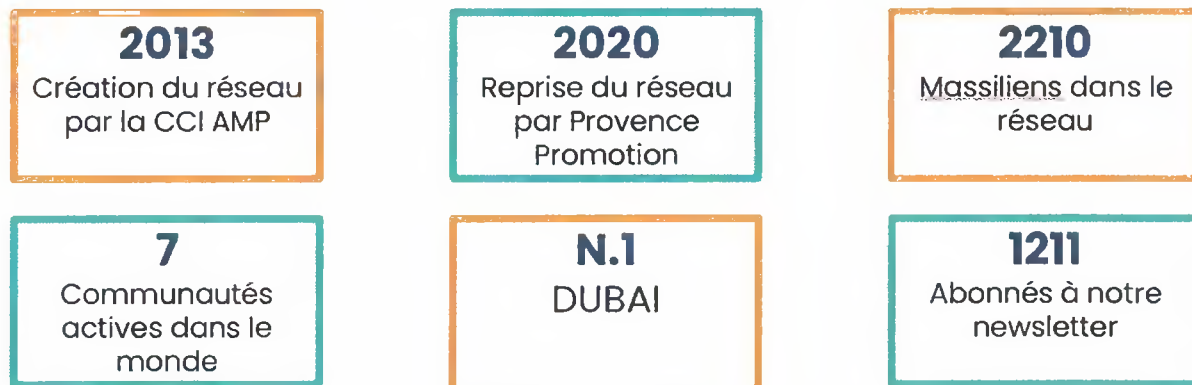 2013
Création du réseau
par la CCI AMP
2020
Reprise du réseau
par Provence
Promotion
2210
Massiliens dans le
réseau
7
Communautés
actives dans le
monde
N.1
DUBAI
1211
Abonnés à notre
newsletter